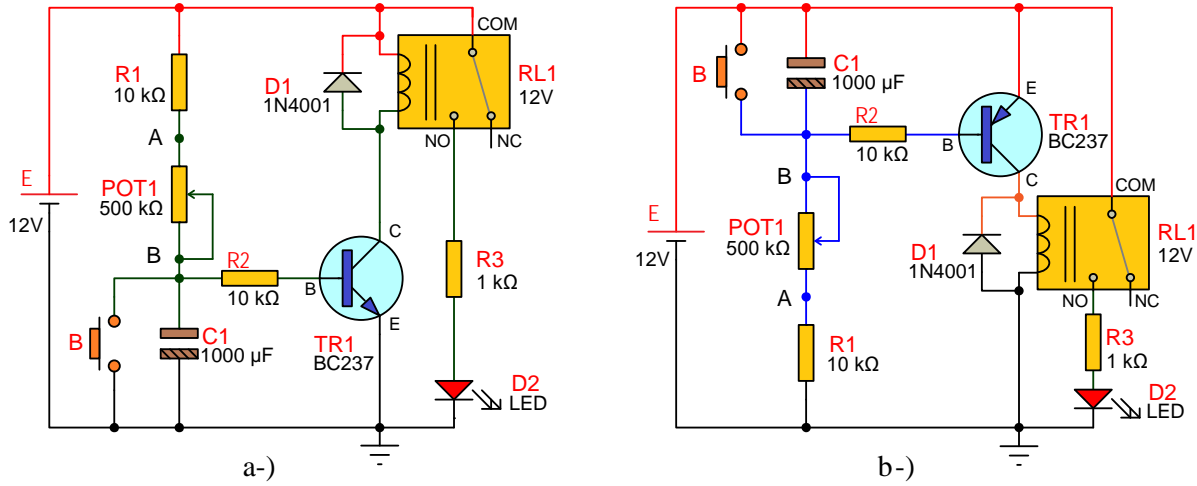 R1
10 kΩ
A
POT1
500 kΩ
B
E
12V
R2
10 kΩ
B
C1
1000 µF
D1
1N4001
COM
RL1
12V
NO
NC
C
B
E
TR1
BC237
R3
1 kΩ
D2
LED
a-)
B
C1
1000 µF
R2
10 kΩ
E
B
C
TR1
BC237
B
POT1
500 kΩ
A
R1
10 kΩ
E
12V
D1
1N4001
COM
RL1
12V
NO
NC
R3
1 kΩ
D2
LED
b-)